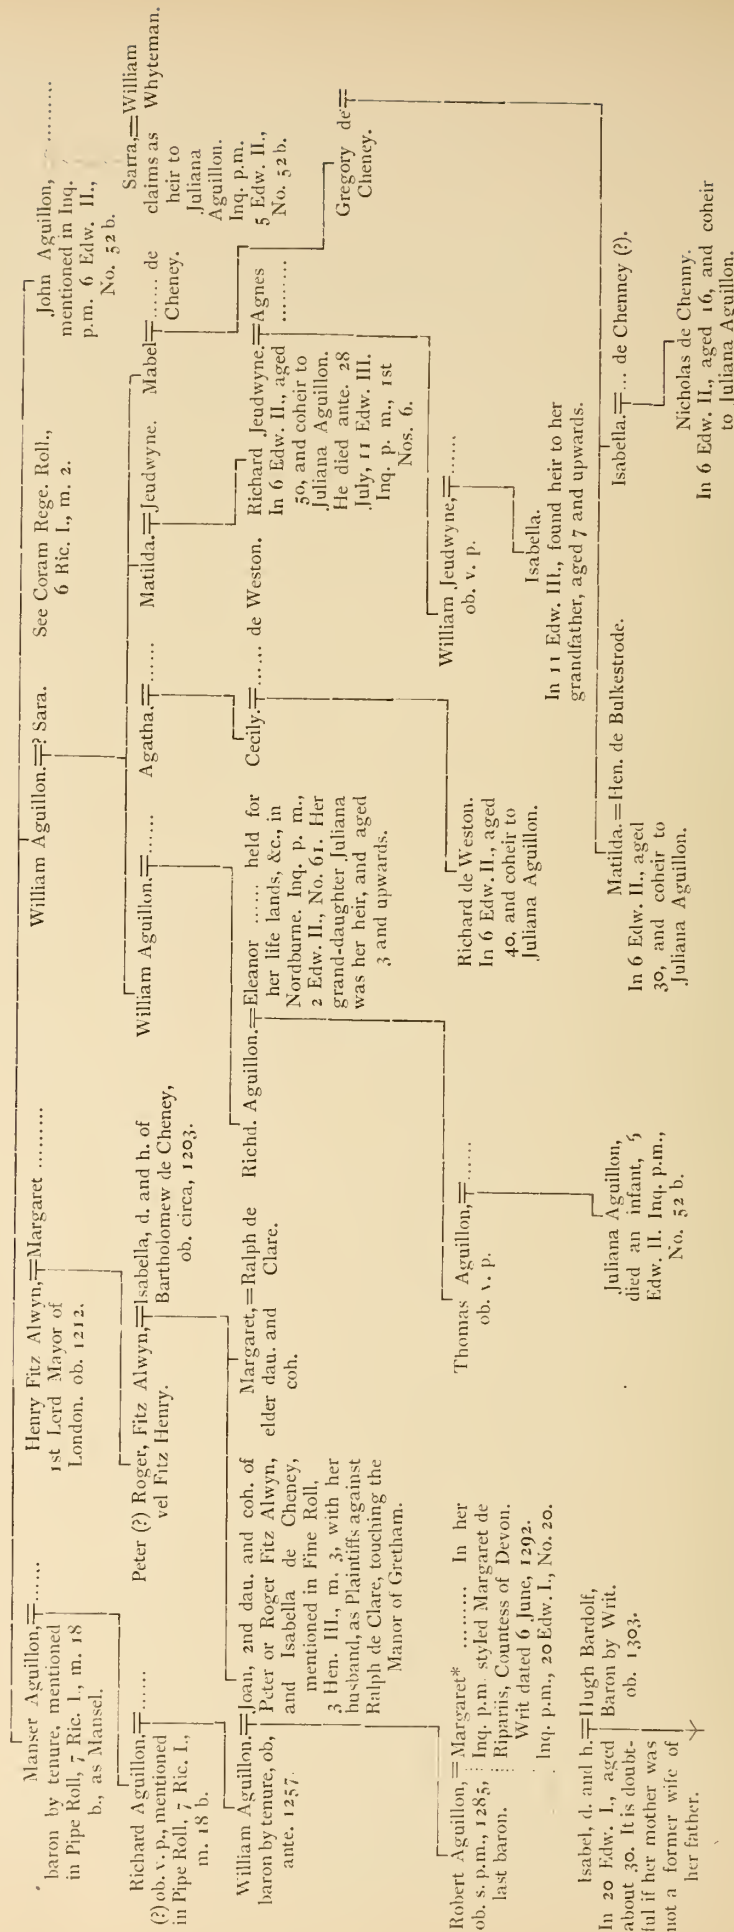 Manser Aguillon,╤......
baron by tenure, mentioned
in Pipe Roll, 7 Ric. I., m. 18
b., as Mansel.
Henry Fitz Alwyn,╤Margaret .........
1st Lord Mayor of
London. ob. 1212.
William Aguillon.╤? Sara.
See Coram Rege. Roll.,
6 Ric. I., m. 2.
John Aguillon, .........
mentioned in Inq.
p.m. 6 Edw. II.,
No. 52 b.
Richard Aguillon.╤......
(?) ob. v. p., mentioned
in Pipe Roll, 7 Ric. I.,
m. 18 b.
Peter (?) Roger, Fitz Alwyn,╤Isabella, d. and h. of
vel Fitz Henry.
Bartholomew de Cheney,
ob. circa, 1203.
William Aguillon.╤......
Agatha.╤......
Matilda.╤Jeudwyne.
Mabel╤...... de
Cheney.
Sarra,=William
claims as Whyteman.
heir to
Juliana
Aguillon.
Inq. p.m.
5 Edw. II.,
No. 52 b.
William Aguillon.╤Joan, 2nd dau. and coh. of
baron by tenure, ob,
ante. 1257.
Peter or Roger Fitz Alwyn,
and Isabella de Cheney,
mentioned in Fine Roll,
3 Hen. III., m. 3, with her
husband, as Plaintiffs against
Ralph de Clare, touching the
Manor of Gretham.
Margaret,=Ralph de
elder dau. and Clare.
coh.
Richd. Aguillon.╤Eleanor ...... held for
her life lands, &c., in
Nordburne. Inq. p. m.,
2 Edw. II., No. 61. Her
grand-daughter Juliana
was her heir, and aged
3 and upwards.
Cecily.╤...... de Weston.
Richard Jeudwyne.╤Agnes
In 6 Edw. II., aged .........
50, and coheir to
Juliana Aguillon.
He died ante. 28
July, 11 Edw. III.
Inq. p. m., 1st
Nos. 6.
Gregory de╤
Cheney.
Robert Aguillon,=Margaret* ......... In her
ob. s. p.m., 1285,
last baron.
Inq. p.m. styled Margaret de
Ripariis, Countess of Devon.
Writ dated 6 June, 1292.
Inq. p.m., 20 Edw. I., No. 20.
Thomas Aguillon,╤......
ob. v. p.
Richard de Weston.
In 6 Edw. II., aged
40, and coheir to
Juliana Aguillon.
William Jeudwyne,╤......
ob. v. p.
Isabella.
In 11 Edw. III., found heir to her
grandfather, aged 7 and upwards.
Isabel, d. and h.╤Hugh Bardolf,
In 20 Edw. I., aged Baron by Writ.
about 30. It is doubt- ob. 1303.
ful if her mother was
not a former wife of
her father.
Juliana Aguillon,
died an infant, 5
Edw. II. Inq. p.m.,
No. 52 b.
Matilda.=Hen. de Bulkestrode.
In 6 Edw. II., aged
30, and coheir to
Juliana Aguillon.
Isabella.╤... de Chenney (?).
Nicholas de Chenny.
In 6 Edw. II., aged 16, and coheir
to Juliana Aguillon.